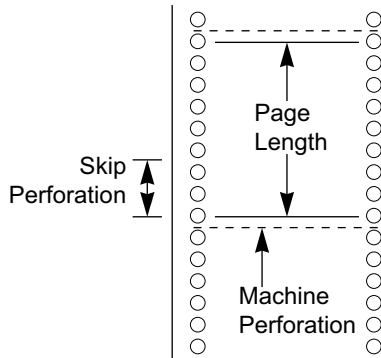 Page
Length
Skip
Perforation
Machine
Perforation